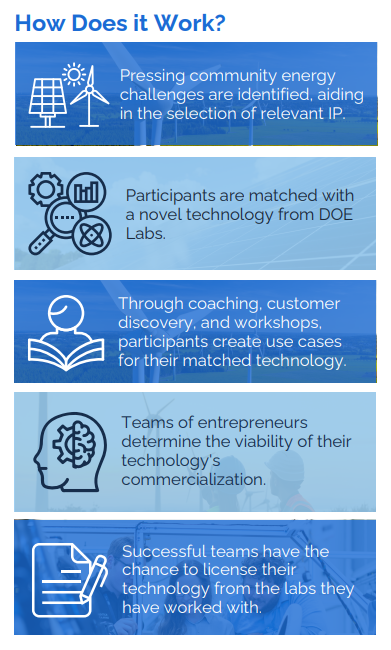 How Does it Work?
Pressing community energy
challenges are identified, aiding
in the selection of relevant IP.
Participants are matched with
a novel technology from DOE
Labs.
Through coaching, customer
discovery, and workshops,
participants create use cases
for their matched technology.
Teams of entrepreneurs
determine the viability of their
technology's
commercialization.
Successful teams have the
chance to license their
technology from the labs they
have worked with.